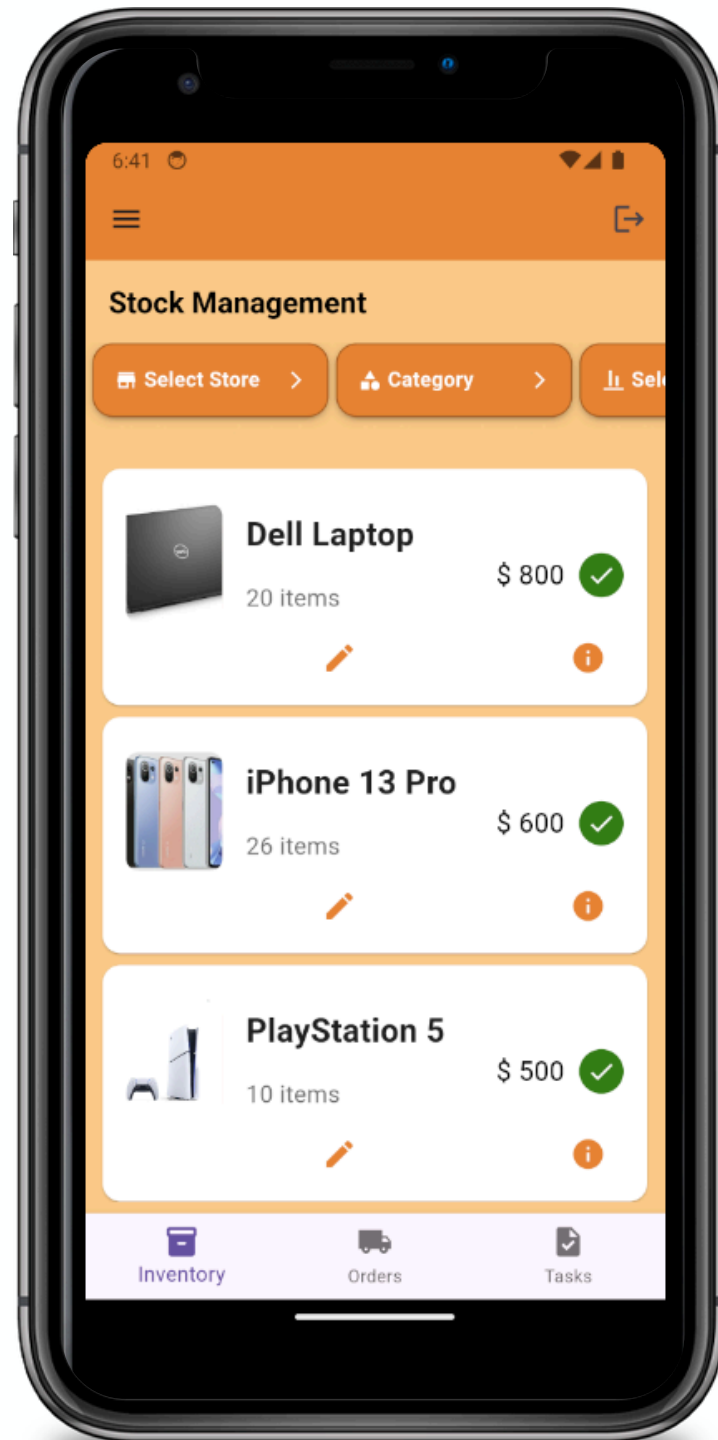 6:41
Stock Management
Select Store
Category
Sele
Dell Laptop
$ 800
20 items
iPhone 13 Pro
$ 600
26 items
PlayStation 5
$ 500
10 items
Inventory
Orders
Tasks